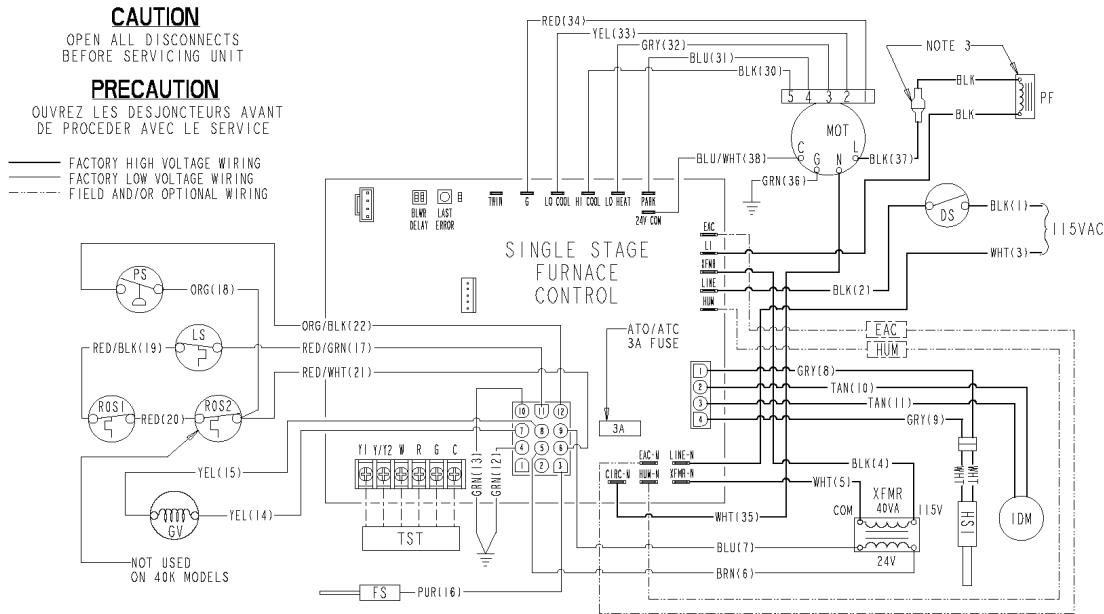 CAUTION
OPEN ALL DISCONNECTS
BEFORE SERVICING UNIT
PRECAUTION
OUVREZ LES DESJONCTEURS AVANT
DE PROCEDER AVEC LE SERVICE
FACTORY HIGH VOLTAGE WIRING
FACTORY LOW VOLTAGE WIRING
FIELD AND/OR OPTIONAL WIRING
RED(34)
YEL(33)
GRY(32)
BLU(31)
BLK(30)
5 4 3 2 1
MOT
C G N L
NOTE 3
BLK
BLK
PF
BLU/WHT(38)
BLK(37)
GRN(36)
BLWR DELAY
LAST ERROR
TWIN
G
LO COOL
HI COOL
LO HEAT
PARK
24V COM
SINGLE STAGE
FURNACE
CONTROL
EAC
LI
XFMR
LINE
HUM
DS
BLK(1)
115VAC
WHT(3)
BLK(2)
EAC
HUM
PS
ORG(18)
ORG/BLK(22)
LS
RED/BLK(19)
RED/GRN(17)
RED/WHT(21)
ROS1
RED(20)
ROS2
YEL(15)
GV
YEL(14)
NOT USED
ON 40K MODELS
ATO/ATC
3A FUSE
3A
1
2
3
4
GRY(8)
TAN(10)
TAN(11)
GRY(9)
10 11 12
7 8 9
4 5 6
1 2 3
GRN(13)
GRN(12)
Y1 Y/Y2 W R G C
TST
FS
PUR(16)
EAC-N
LINE-N
CIRC-N
HUM-N
XFMR-N
BLK(4)
WHT(5)
WHT(35)
BLU(7)
BRN(6)
XFMR
40VA
COM
115V
24V
WHT
WHT
HSI
IDM